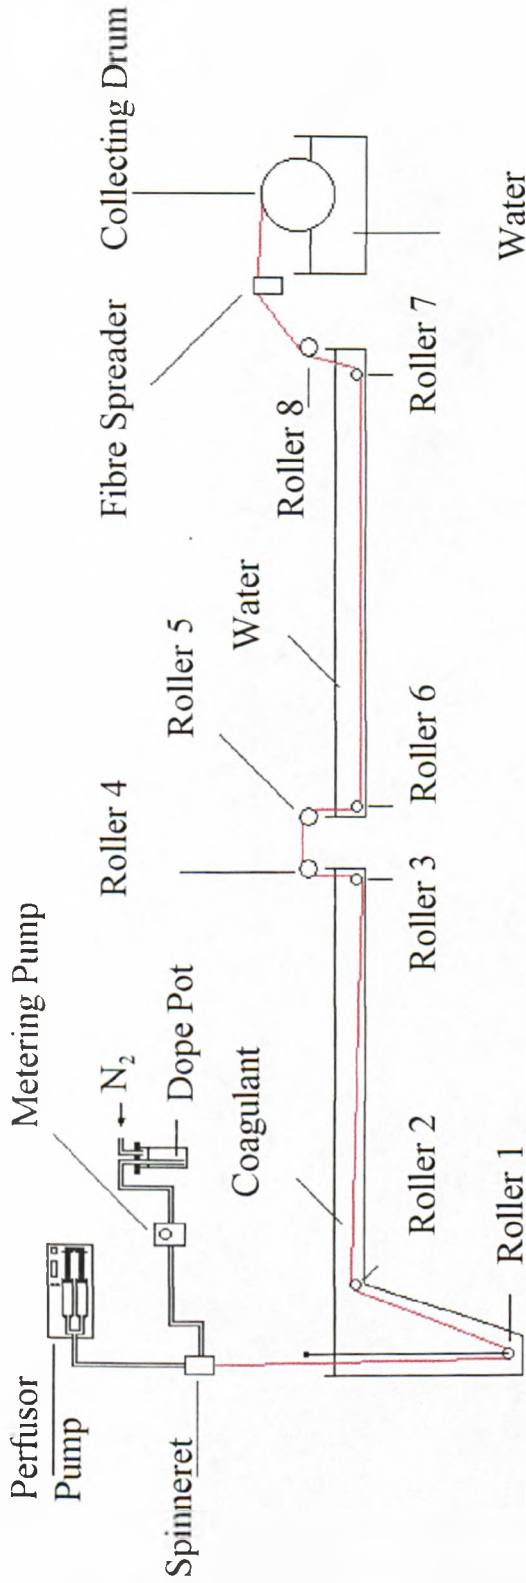 Perfusor
Pump
Metering Pump
N₂
Dope Pot
Spinneret
Coagulant
Roller 1
Roller 2
Roller 3
Roller 4
Roller 5
Water
Roller 6
Roller 7
Roller 8
Fibre Spreader
Collecting Drum
Water